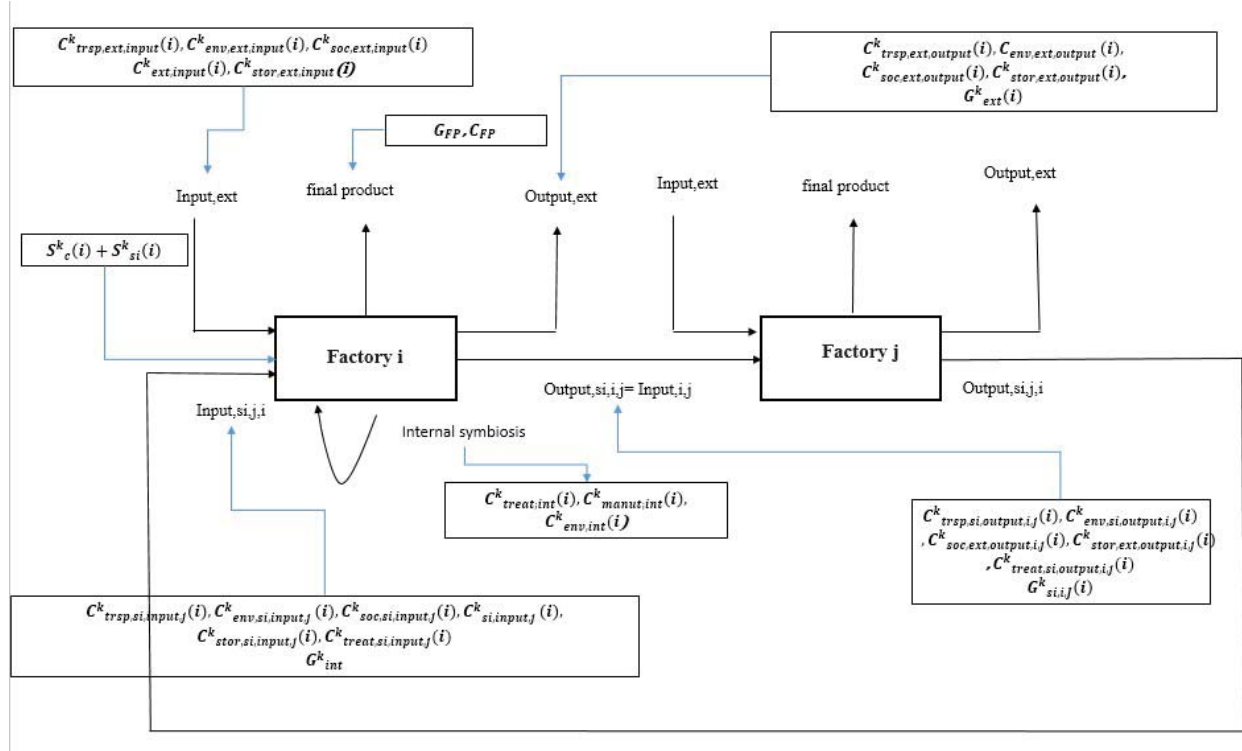 C^k_trsp,ext,input(i), C^k_env,ext,input(i), C^k_soc,ext,input(i)
C^k_ext,input(i), C^k_stor,ext,input(i)
C^k_trsp,ext,output(i), C_env,ext,output(i),
C^k_soc,ext,output(i), C^k_stor,ext,output(i),
G^k_ext(i)
G_FP, C_FP
Input,ext
final product
Output,ext
Input,ext
final product
Output,ext
S^k_c(i) + S^k_si(i)
Factory i
Factory j
Input,si,j,i
Internal symbiosis
Output,si,i,j= Input,i,j
Output,si,j,i
C^k_treat,int(i), C^k_manut,int(i),
C^k_env,int(i)
C^k_trsp,si,output,i,j(i), C^k_env,si,output,i,j(i)
, C^k_soc,ext,output,i,j(i), C^k_stor,ext,output,i,j(i)
, C^k_treat,si,output,i,j(i)
G^k_si,i,j(i)
C^k_trsp,si,input,j(i), C^k_env,si,input,j(i), C^k_soc,si,input,j(i), C^k_si,input,j(i),
C^k_stor,si,input,j(i), C^k_treat,si,input,j(i)
G^k_int